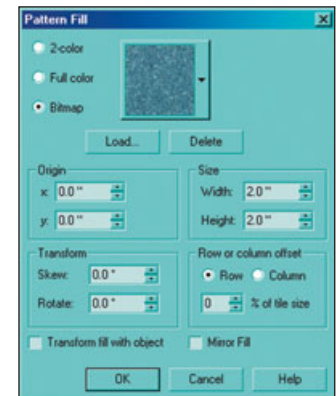 Pattern Fill
2-color
Full color
Bitmap
Load...
Delete
Origin
x: 0.0 "
y: 0.0 "
Size
Width: 2.0 "
Height: 2.0 "
Transform
Skew: 0.0 °
Rotate: 0.0 °
Row or column offset
Row Column
0 % of tile size
Transform fill with object
Mirror Fill
OK Cancel Help